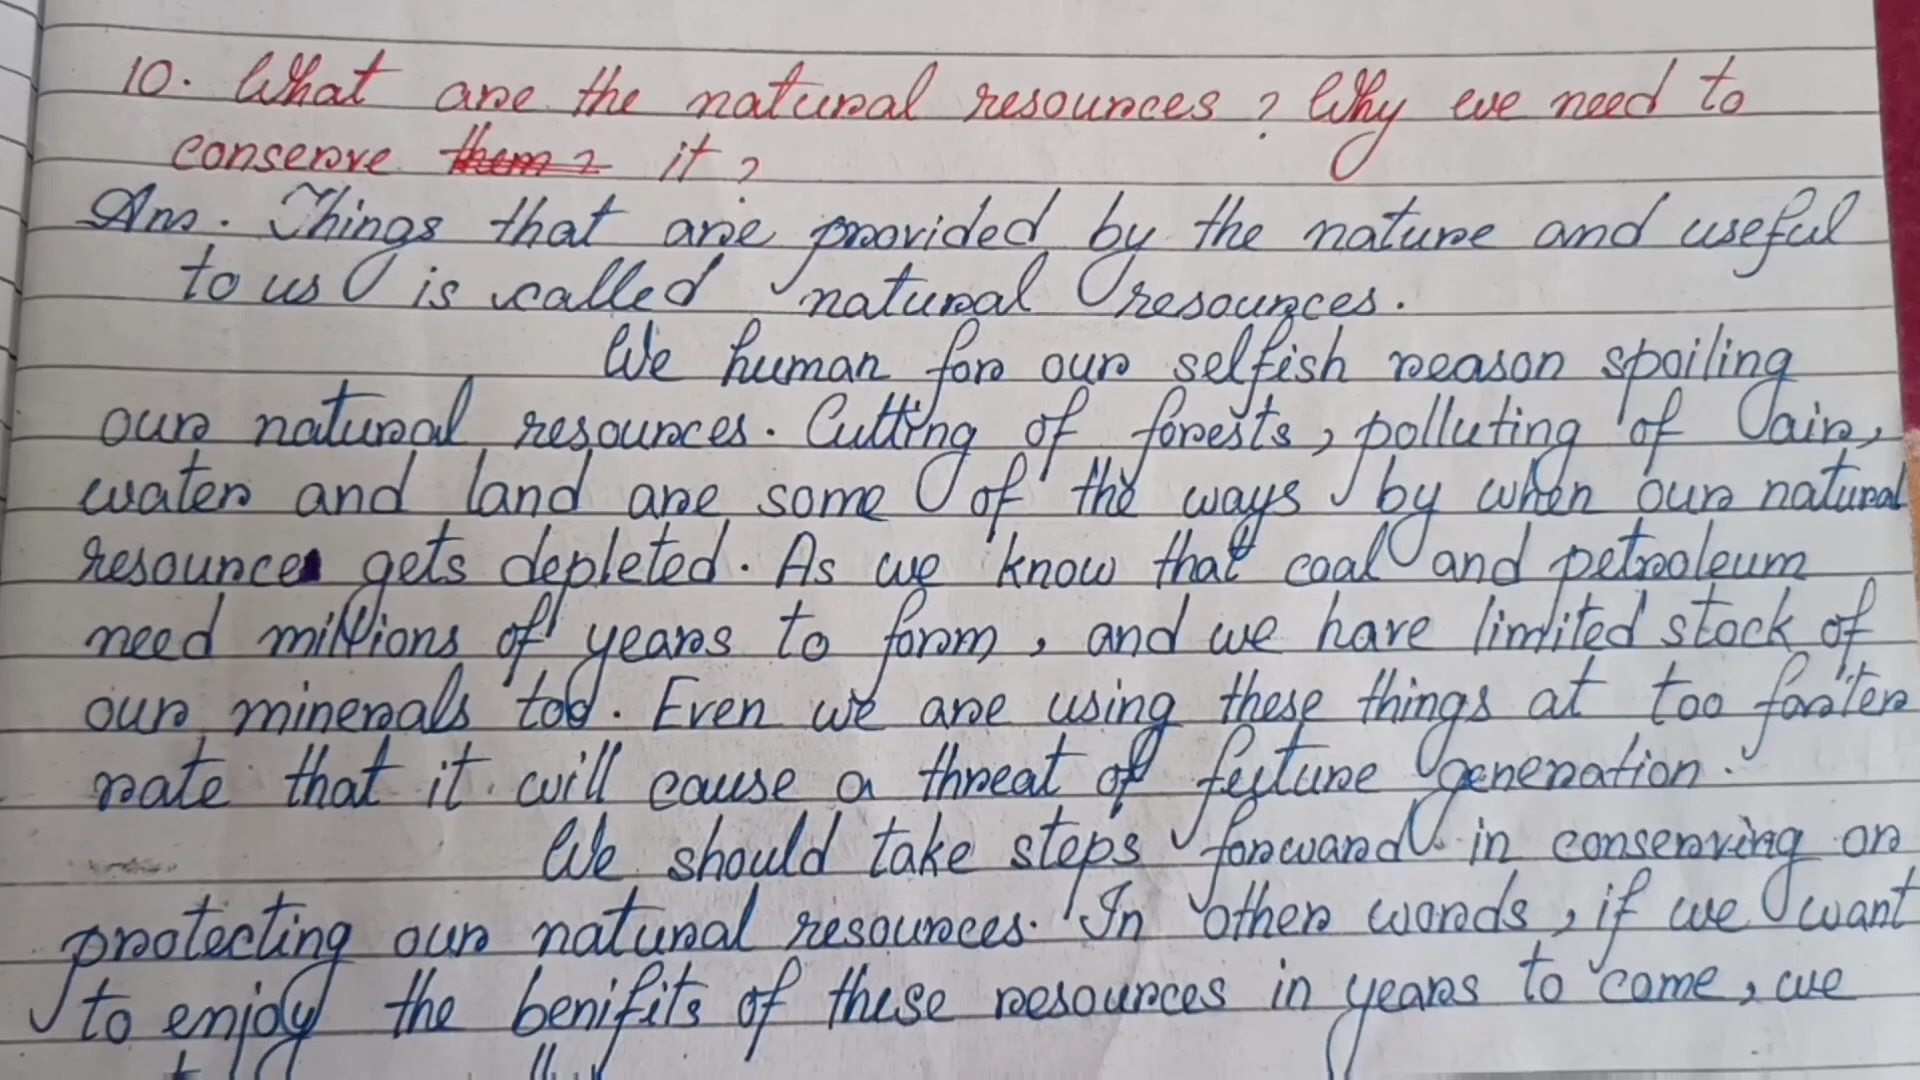 10. What are the natural resources? Why we need to
conserve them? it?
Ans. Things that are provided by the nature and useful
to us is called natural resources.
We human for our selfish reason spoiling
our natural resources. Cutting of forests, polluting of air,
water and land are some of the ways by when our natural
resource gets depleted. As we know that coal and petroleum
need millions of years to form, and we have limited stock of
our minerals too. Even we are using these things at too faster
rate that it will cause a threat of future generation.
We should take steps forward in conserving or
protecting our natural resources. In other words, if we want
to enjoy the benifits of these resources in years to come, we